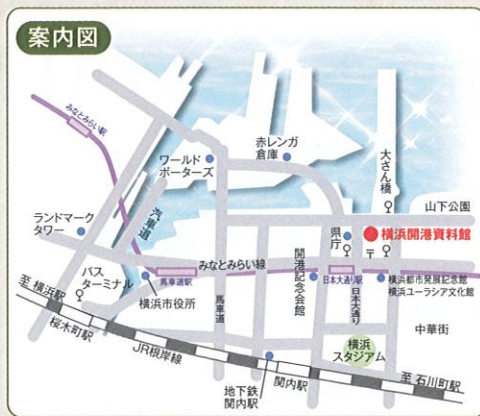 案内図
みなとみらい駅
ワールド
ポーターズ
赤レンガ
倉庫
大さん橋
山下公園
ランドマーク
タワー
汽車道
県庁
横浜開港資料館
〒
みなとみらい線
馬車道駅
日本大通り駅
開港記念会館
日本大通り
横浜都市発展記念館
横浜ユーラシア文化館
バス
ターミナル
横浜市役所
馬車道
中華街
至 横浜駅
桜木町駅
JR根岸線
横浜
スタジアム
地下鉄
関内駅
関内駅
至 石川町駅